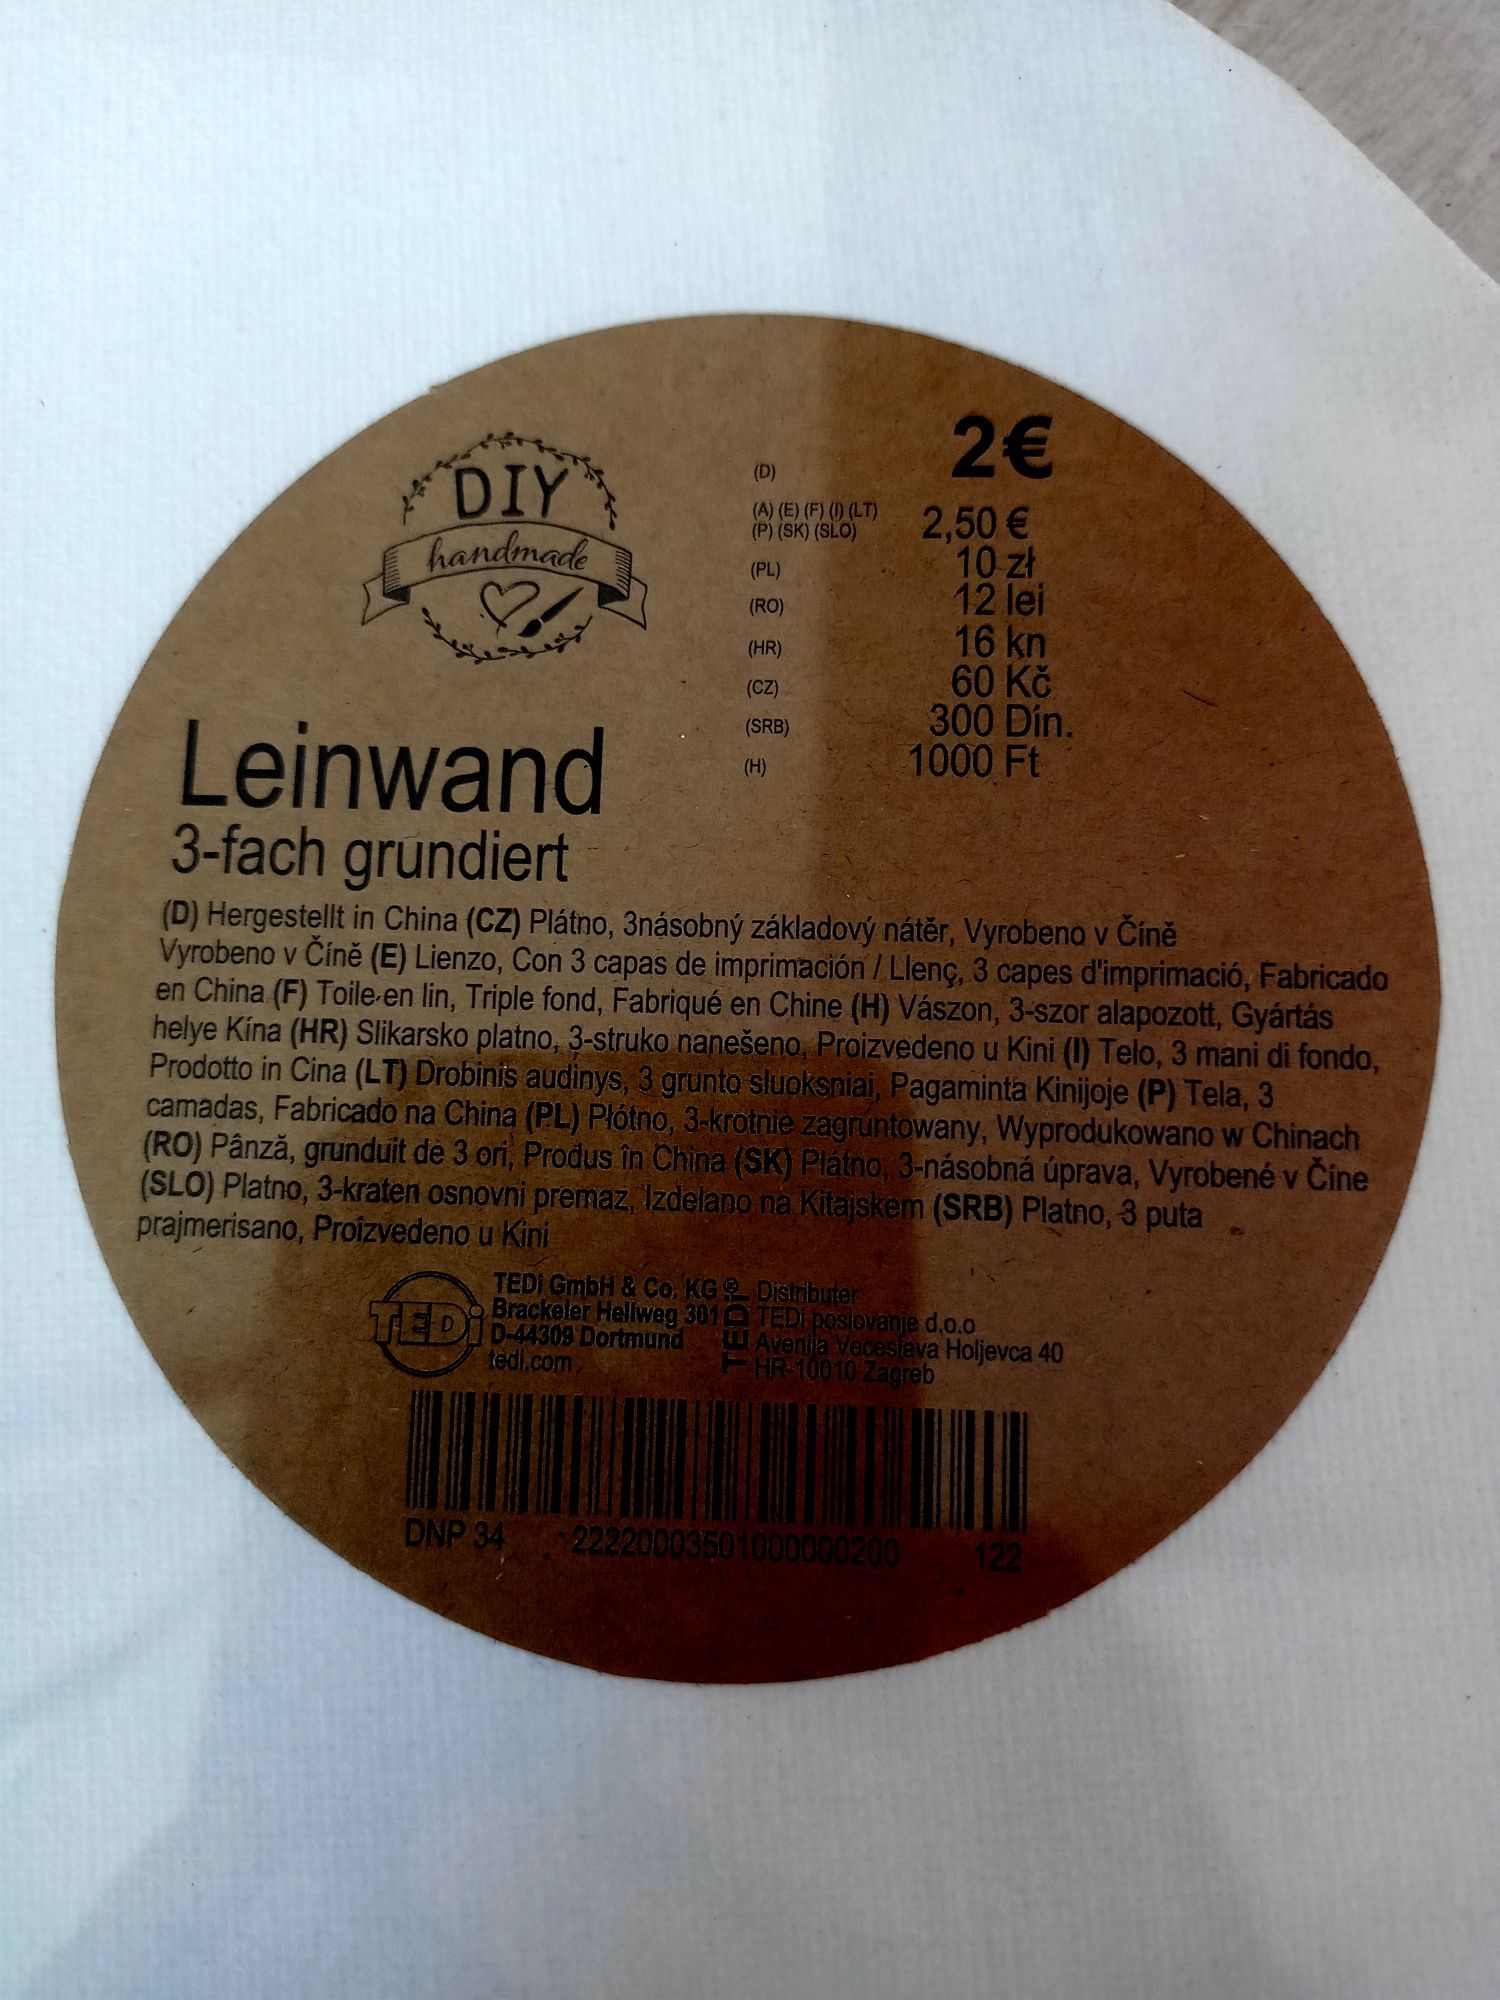 DIY
handmade
(D) 2€
(A) (E) (F) (I) (LT)
(P) (SK) (SLO) 2,50 €
(PL) 10 zł
(RO) 12 lei
(HR) 16 kn
(CZ) 60 Kč
(SRB) 300 Din.
(H) 1000 Ft
Leinwand
3-fach grundiert
(D) Hergestellt in China (CZ) Plátno, 3násobný základový nátěr, Vyrobeno v Číně
Vyrobeno v Číně (E) Lienzo, Con 3 capas de imprimación / Llenç, 3 capes d'imprimació, Fabricado
en China (F) Toile en lin, Triple fond, Fabriqué en Chine (H) Vászon, 3-szor alapozott, Gyártás
helye Kína (HR) Slikarsko platno, 3-struko nanešeno, Proizvedeno u Kini (I) Telo, 3 mani di fondo,
Prodotto in Cina (LT) Drobinis audinys, 3 grunto sluoksniai, Pagaminta Kinijoje (P) Tela, 3
camadas, Fabricado na China (PL) Płótno, 3-krotnie zagruntowany, Wyprodukowano w Chinach
(RO) Pânză, grunduit de 3 ori, Produs în China (SK) Plátno, 3-násobná úprava, Vyrobené v Číne
(SLO) Platno, 3-kraten osnovni premaz, Izdelano na Kitajskem (SRB) Platno, 3 puta
prajmerisano, Proizvedeno u Kini
TEDi
TEDi GmbH & Co. KG
Brackeler Hellweg 301
D-44309 Dortmund
tedi.com
TEDI®
Distributer
TEDi poslovanje d.o.o
Avenija Veceslava Holjevca 40
HR-10010 Zagreb
DNP 34 22220003501000000200 122